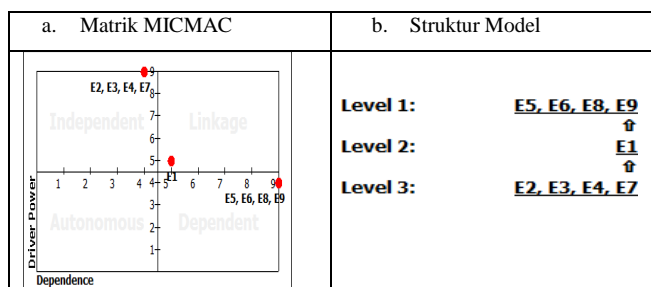 a. Matrik MICMAC
b. Struktur Model
9
E2, E3, E4, E7
8
7
Independent Linkage
6
5
E1
1 2 3 4 4 5 6 7 8 9
3
E5, E6, E8, E9
Autonomous Dependent
2
1
Driver Power
Dependence
Level 1: E5, E6, E8, E9
⇧
Level 2: E1
⇧
Level 3: E2, E3, E4, E7